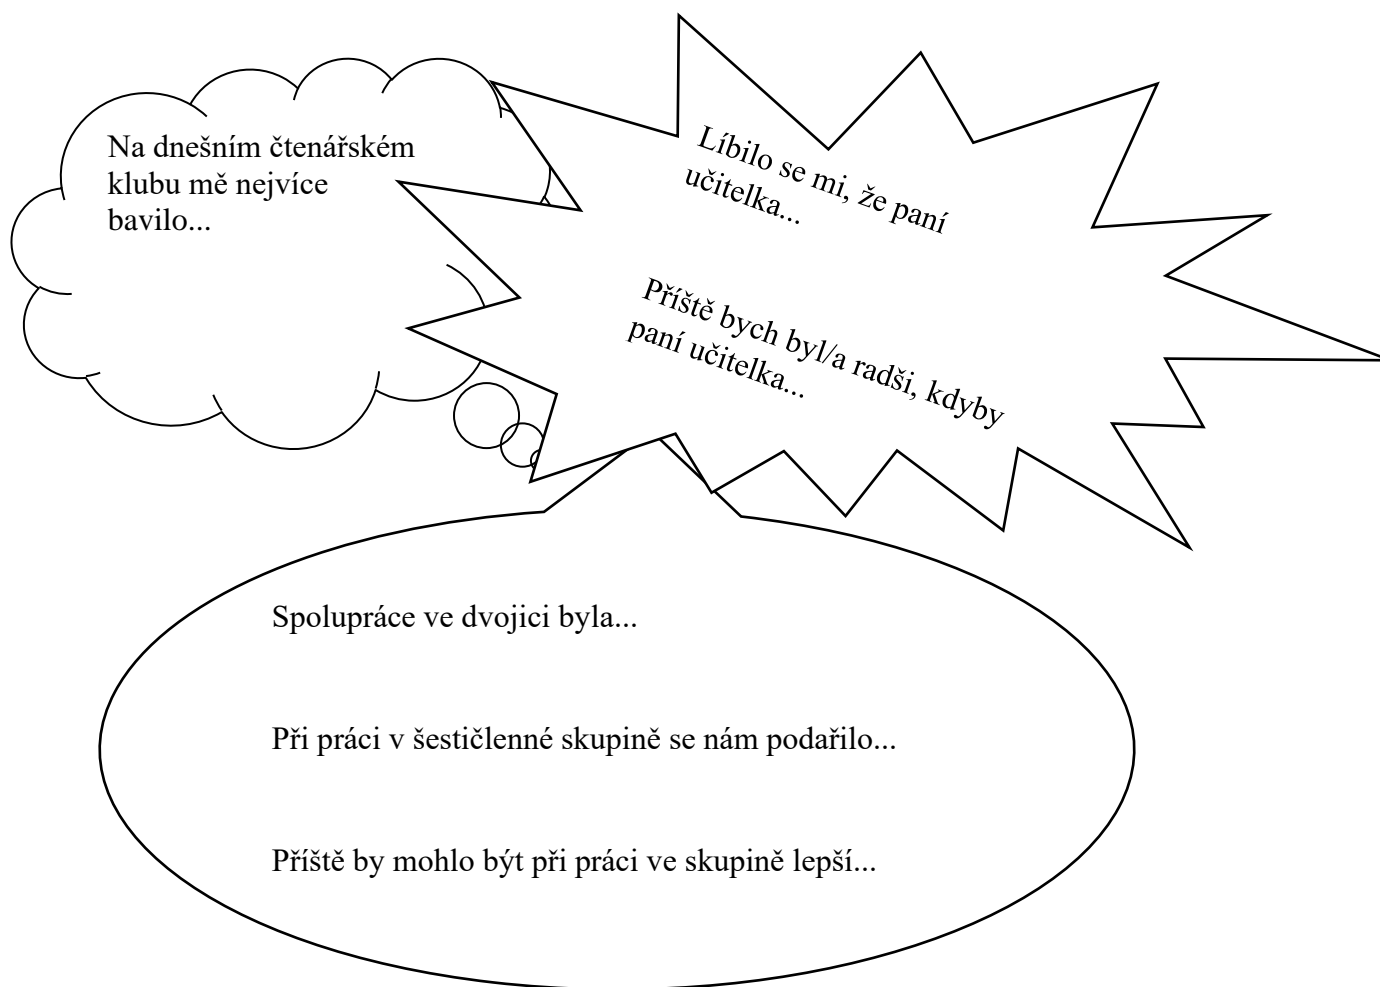 Na dnešním čtenářském
klubu mě nejvíce
bavilo...
Líbilo se mi, že paní
učitelka...
Příště bych byl/a radši, kdyby
paní učitelka...
Spolupráce ve dvojici byla...
Při práci v šestičlenné skupině se nám podařilo...
Příště by mohlo být při práci ve skupině lepší...